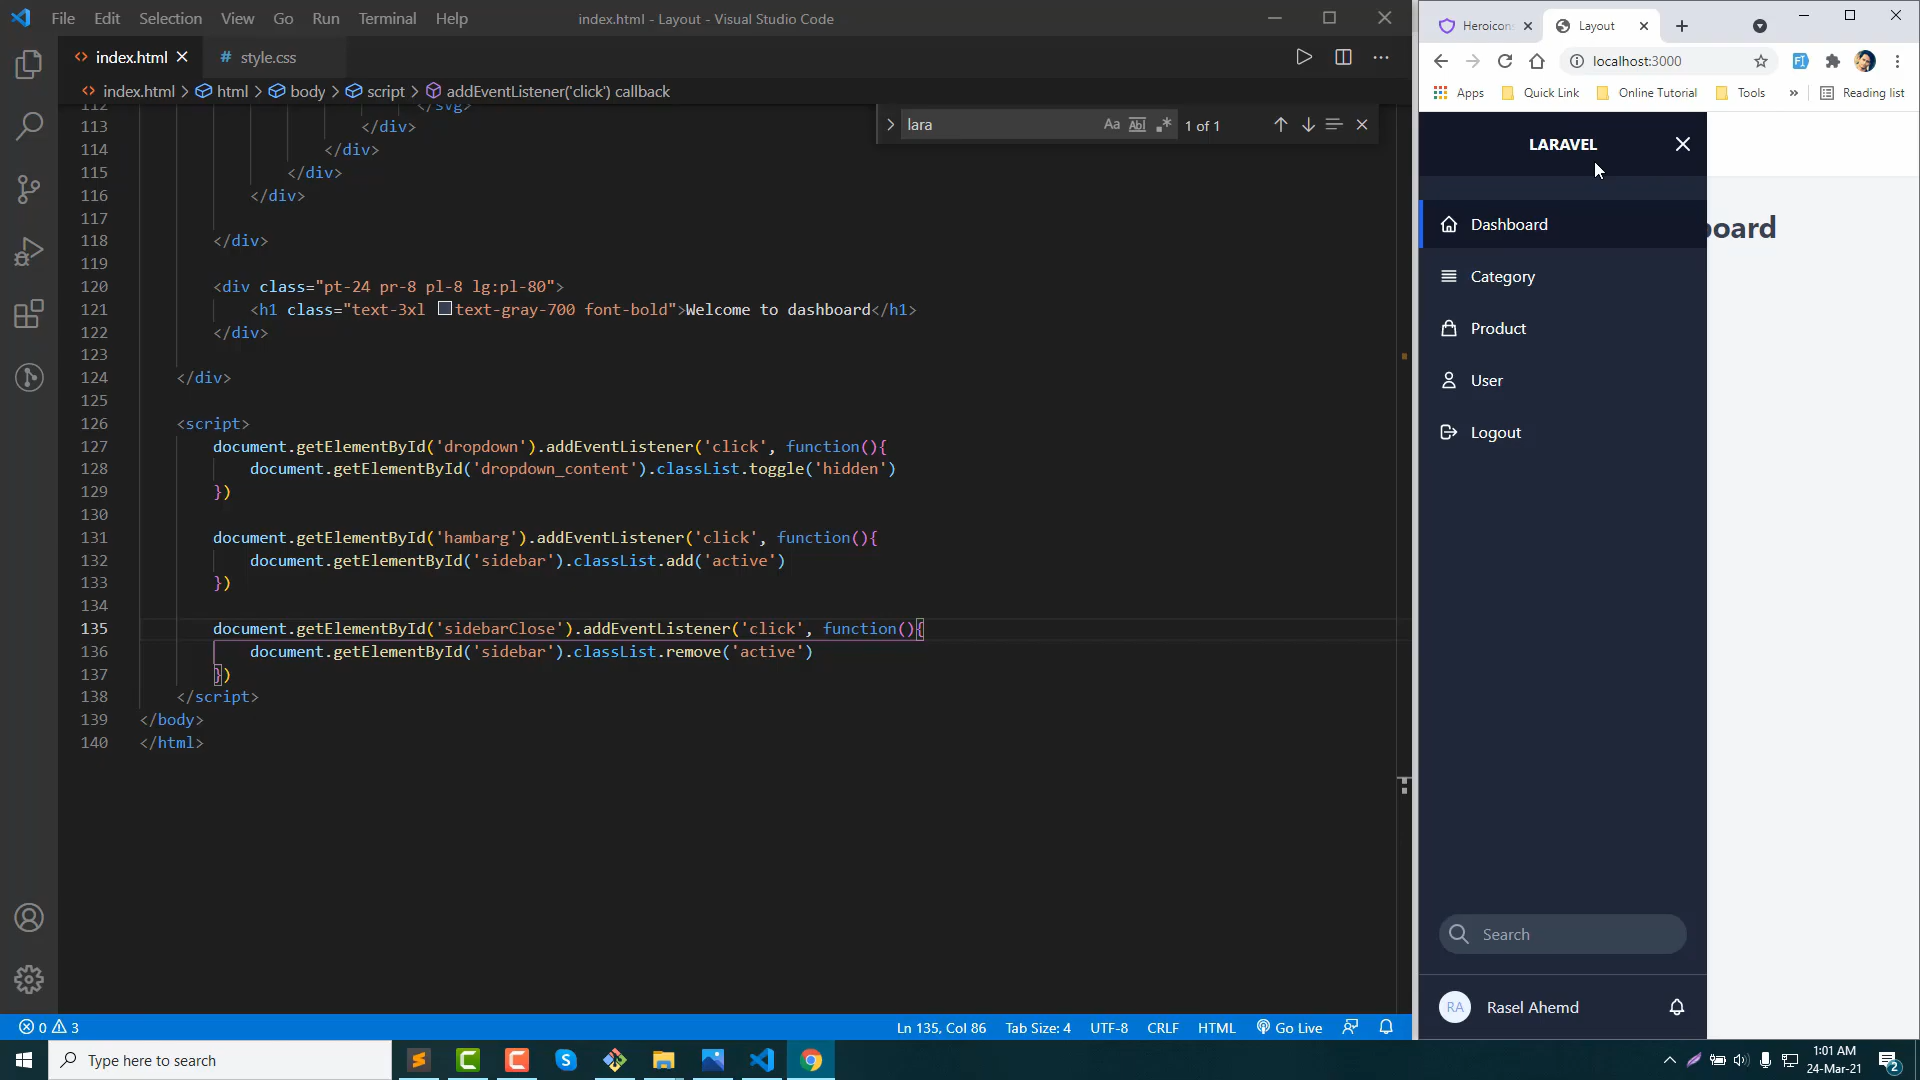 File Edit Selection View Go Run Terminal Help
index.html - Layout - Visual Studio Code
index.html
# style.css
index.html > html > body > script > addEventListener('click') callback
lara
Aa Abl .* 1 of 1
112 </svg>
113 </div>
114 </div>
115 </div>
116 </div>
117
118 </div>
119
120 <div class="pt-24 pr-8 pl-8 lg:pl-80">
121 <h1 class="text-3xl text-gray-700 font-bold">Welcome to dashboard</h1>
122 </div>
123
124 </div>
125
126 <script>
127 document.getElementById('dropdown').addEventListener('click', function(){
128 document.getElementById('dropdown_content').classList.toggle('hidden')
129 })
130
131 document.getElementById('hambarg').addEventListener('click', function(){
132 document.getElementById('sidebar').classList.add('active')
133 })
134
135 document.getElementById('sidebarClose').addEventListener('click', function(){
136 document.getElementById('sidebar').classList.remove('active')
137 })
138 </script>
139 </body>
140 </html>
0 3
Ln 135, Col 86 Tab Size: 4 UTF-8 CRLF HTML Go Live
Heroicon
Layout
localhost:3000
Apps Quick Link Online Tutorial Tools » Reading list
LARAVEL
Dashboard
board
Category
Product
User
Logout
Search
RA Rasel Ahemd
Type here to search
1:01 AM
24-Mar-21
2